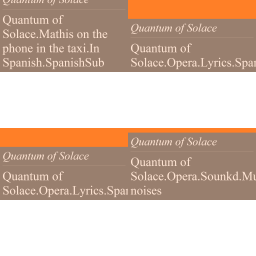 Quantum of Solace
Quantum of
Solace.Mathis on the
phone in the taxi.In
Spanish.SpanishSub
Quantum of Solace
Quantum of
Solace.Opera.Lyrics.Spa
Quantum of Solace
Quantum of
Solace.Opera.Lyrics.Spa
Quantum of Solace
Quantum of
Solace.Opera.Sounkd.Mu
noises